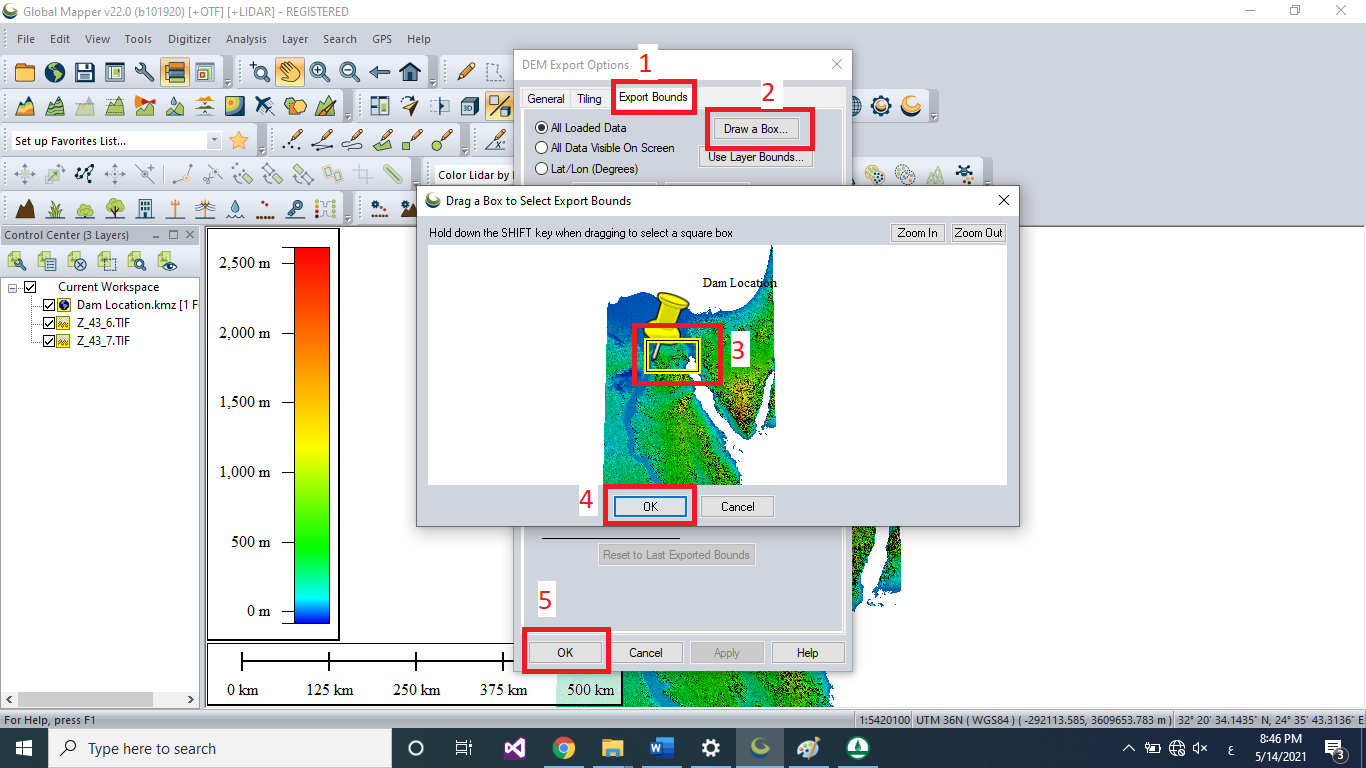 Global Mapper v22.0 (b101920) [+OTF] [+LIDAR] - REGISTERED
File Edit View Tools Digitizer Analysis Layer Search GPS Help
Set up Favorites List...
Color Lidar by
DEM Export Options
1
General Tiling Export Bounds
2
All Loaded Data
Draw a Box...
All Data Visible On Screen
Use Layer Bounds...
Lat/Lon (Degrees)
Drag a Box to Select Export Bounds
Hold down the SHIFT key when dragging to select a square box
Zoom In Zoom Out
Dam Location
3
4
OK Cancel
Reset to Last Exported Bounds
5
OK Cancel Apply Help
Control Center (3 Layers)
Current Workspace
Dam Location.kmz [1 F
Z_43_6.TIF
Z_43_7.TIF
2,500 m
2,000 m
1,500 m
1,000 m
500 m
0 m
0 km 125 km 250 km 375 km 500 km
For Help, press F1
1:5420100 UTM 36N ( WGS84 ) ( -292113.585, 3609653.783 m ) 32° 20' 34.1435" N, 24° 35' 43.3136" E
Type here to search
ع
8:46 PM
5/14/2021
3